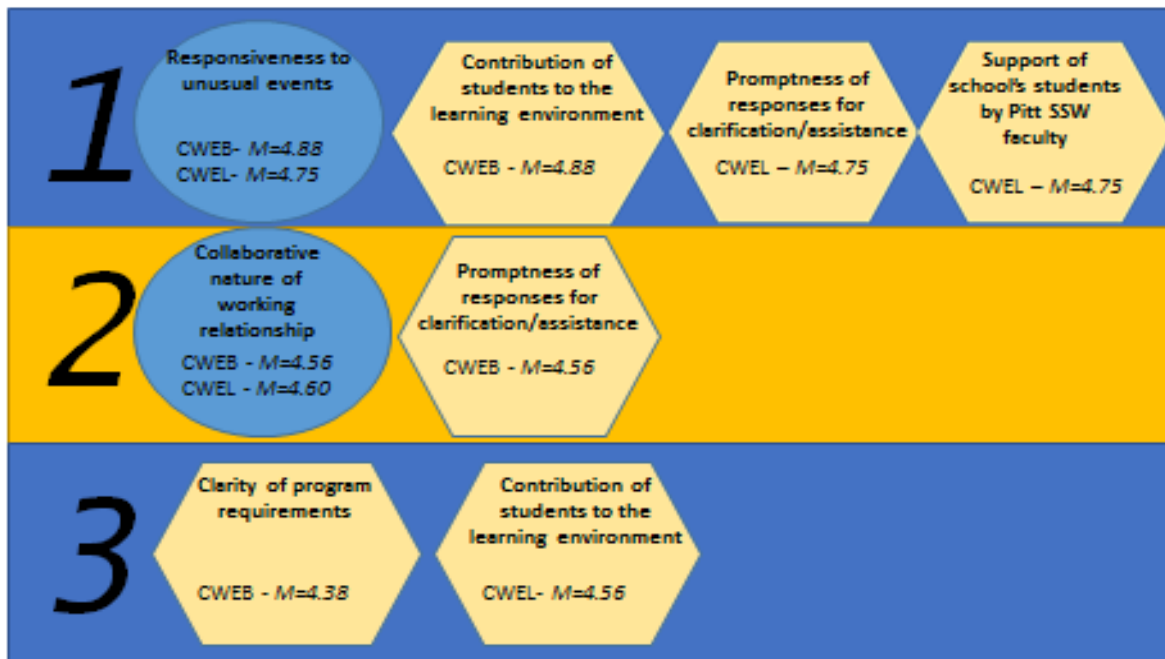 1
Responsiveness to
unusual events
CWEB- M=4.88
CWEL- M=4.75
Contribution of
students to the
learning environment
CWEB - M=4.88
Promptness of
responses for
clarification/assistance
CWEL – M=4.75
Support of
school's students
by Pitt SSW
faculty
CWEL – M=4.75
2
Collaborative
nature of
working
relationship
CWEB - M=4.56
CWEL - M=4.60
Promptness of
responses for
clarification/assistance
CWEB - M=4.56
3
Clarity of program
requirements
CWEB - M=4.38
Contribution of
students to the
learning environment
CWEL- M=4.56